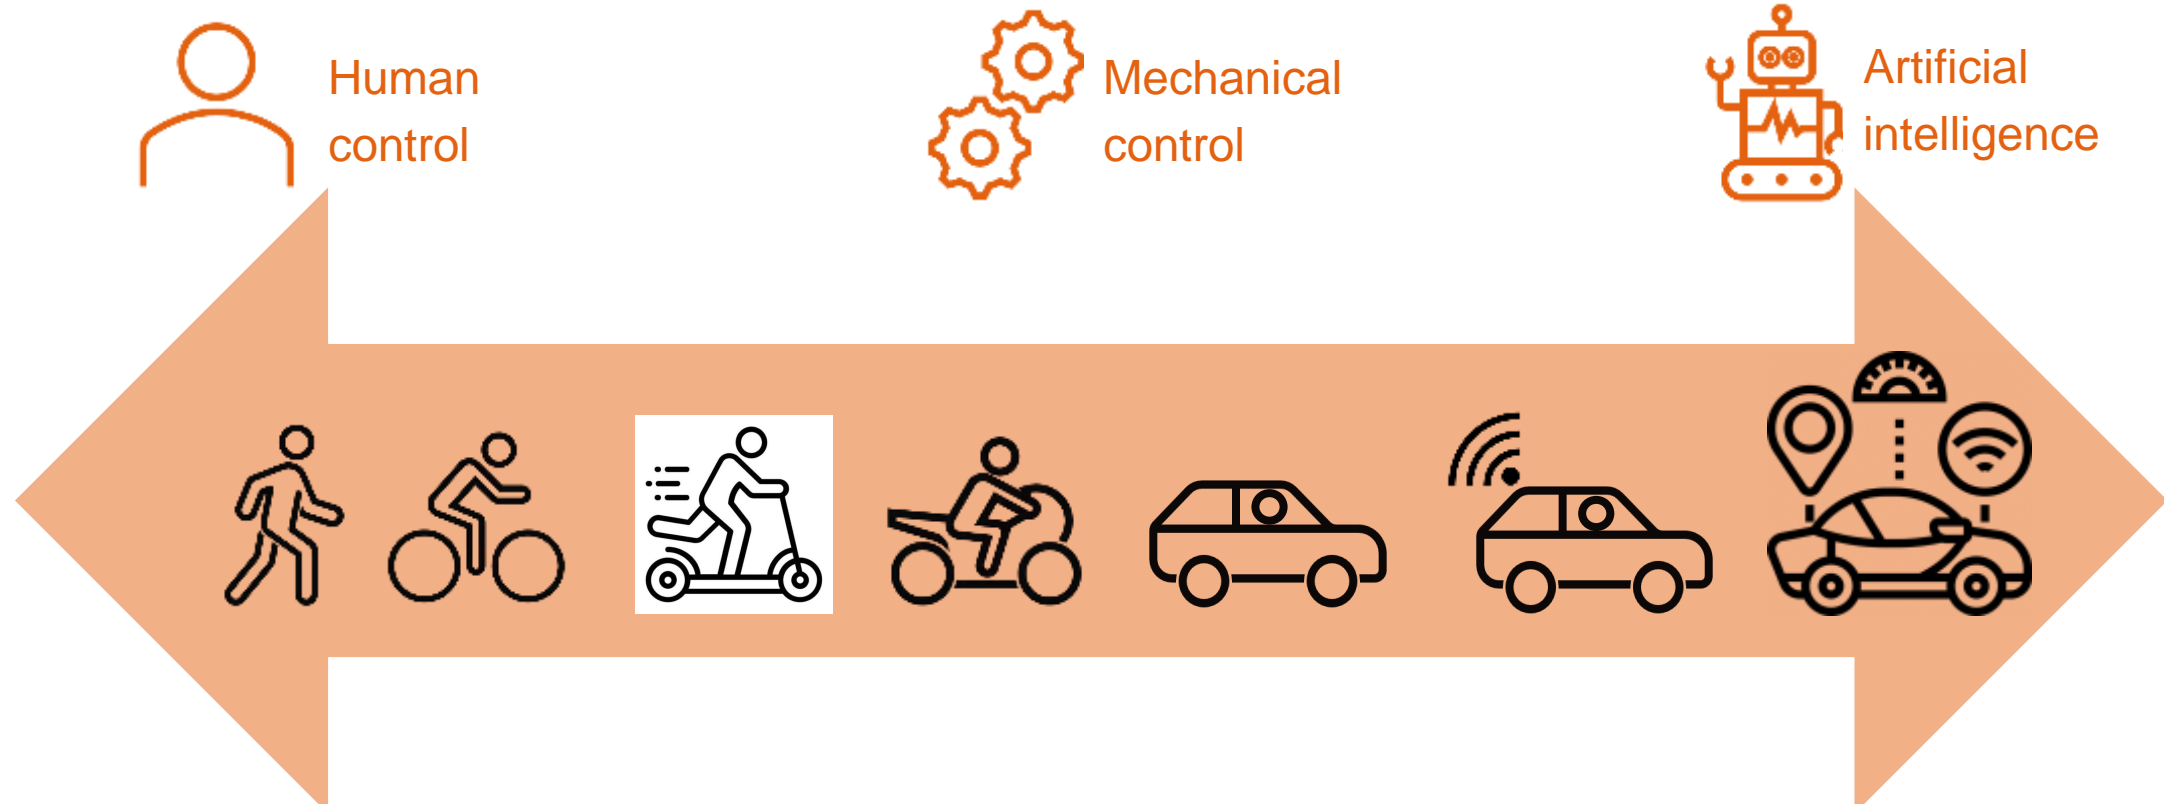 Human
control
Mechanical
control
Artificial
intelligence